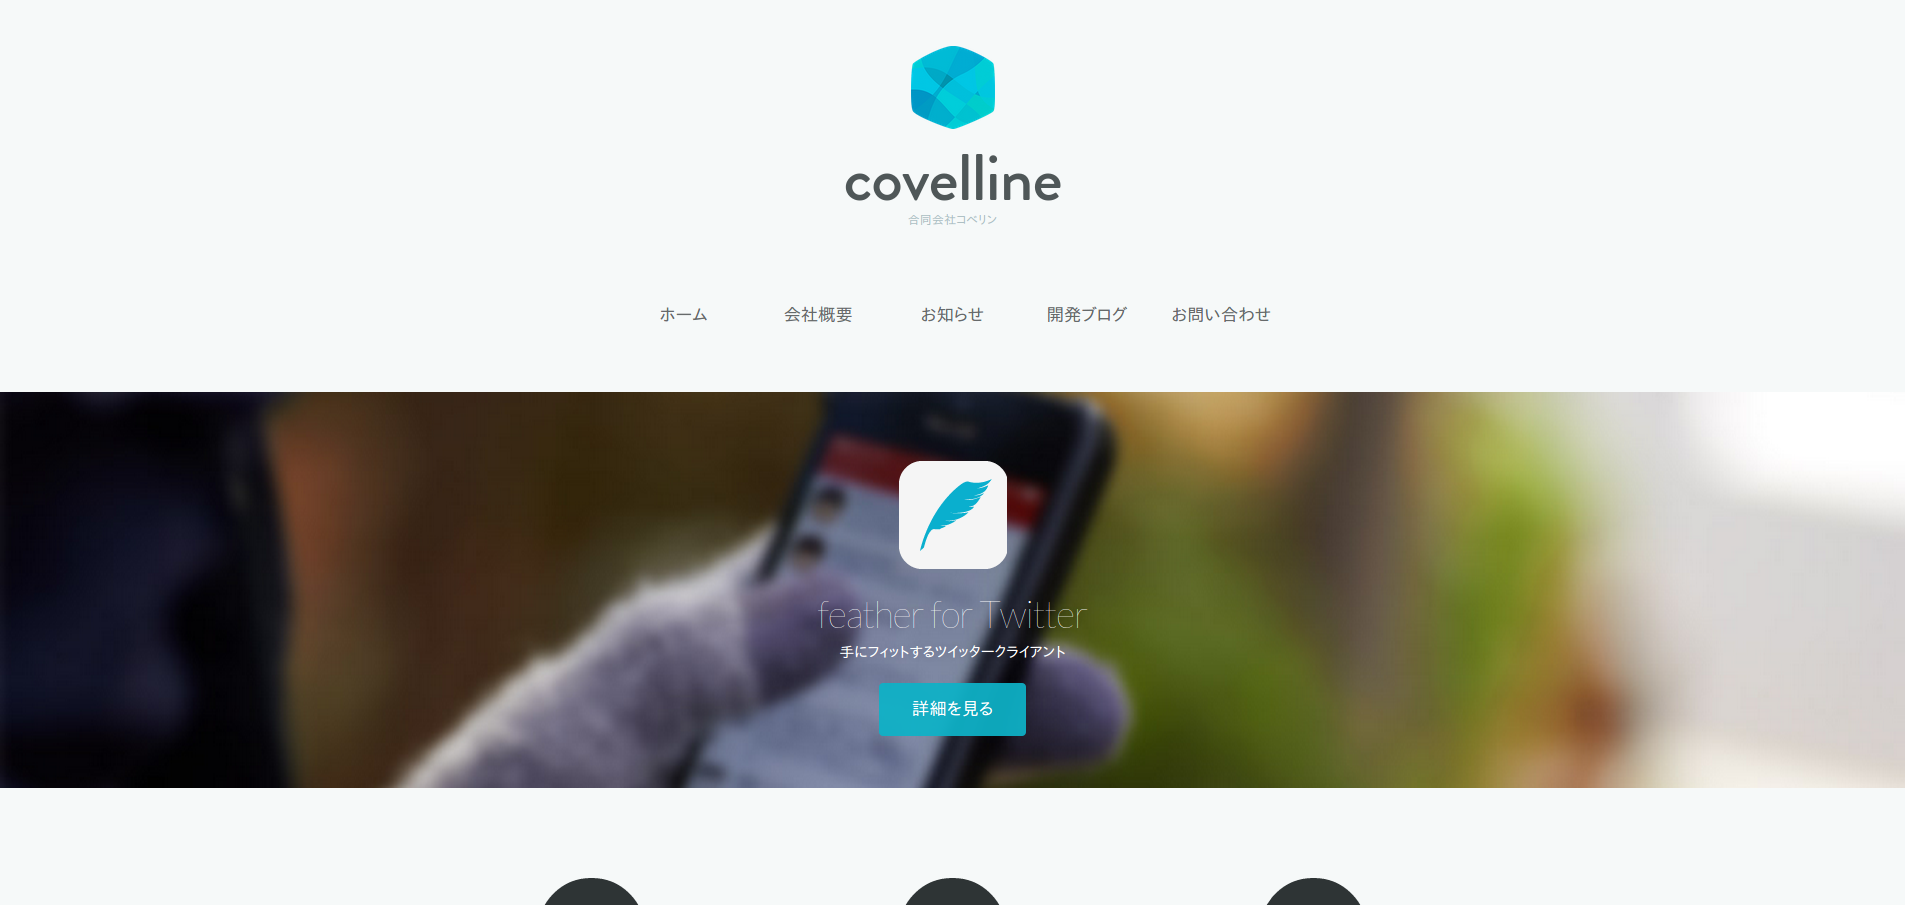 covelline
合同会社コベリン
ホーム
会社概要
お知らせ
開発ブログ
お問い合わせ
feather for Twitter
手にフィットするツイッタークライアント
詳細を見る